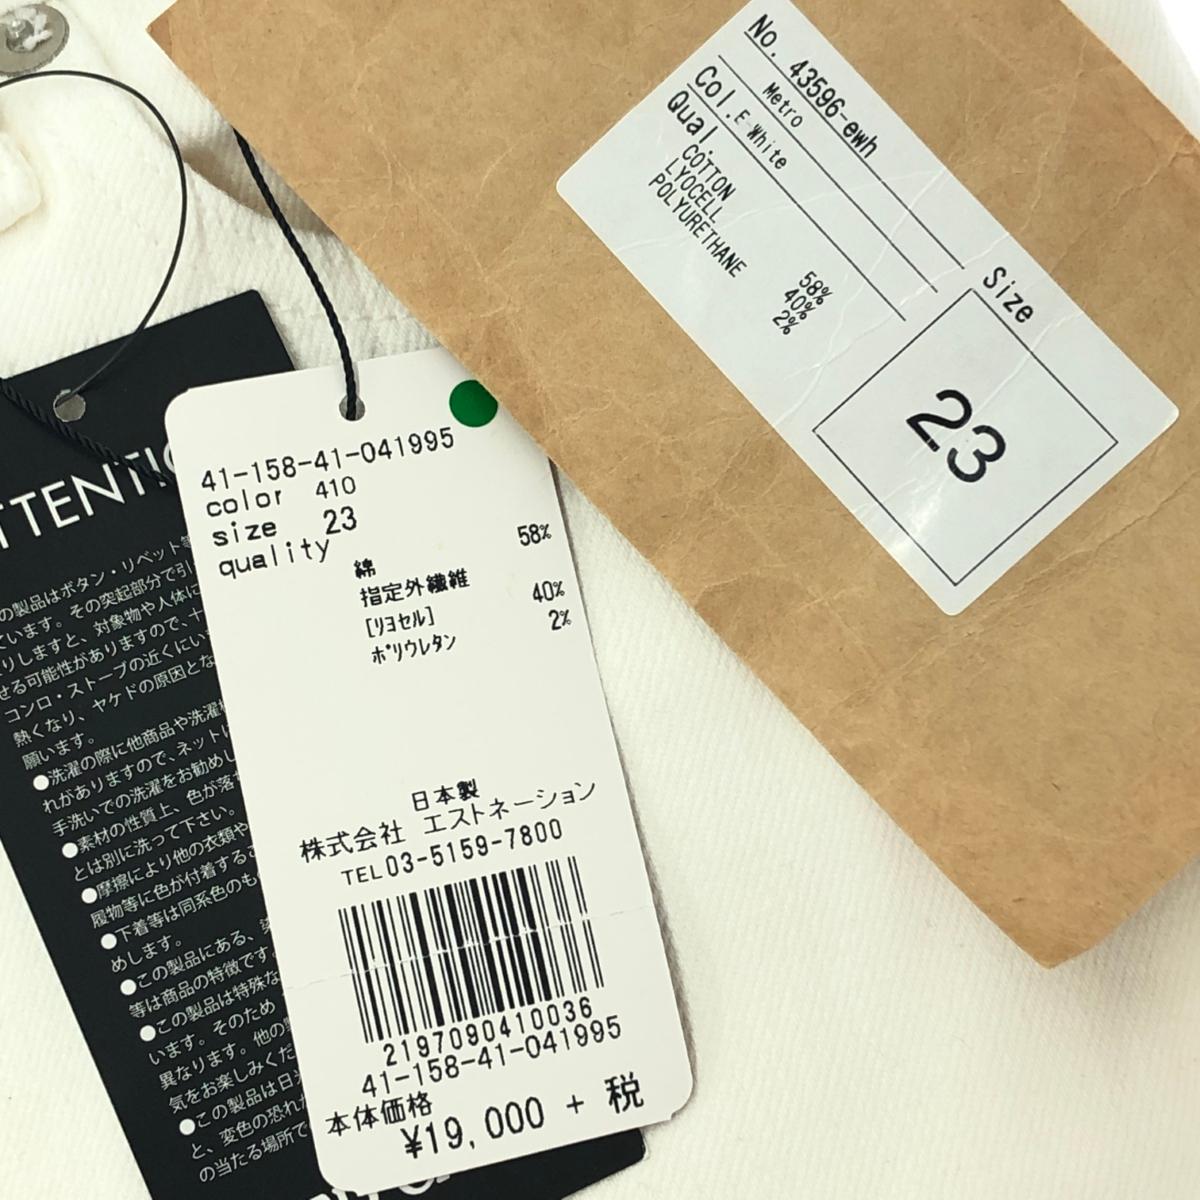 No. 43596-ewh
Metro
Col. E-White
Qual.
COTTON 58%
LYOCELL 40%
POLYURETHANE 2%
Size
23
41-158-41-041995
color 410
size 23
quality
綿 58%
指定外繊維
[リヨセル] 40%
ポリウレタン 2%
日本製
株式会社 エストネーション
TEL03-5159-7800
2197090410036
41-158-41-041995
本体価格
¥19,000 + 税
の製品はボタン・リベット等
ています。その突起部分で引
りしますと、対象物や人体に
せる可能性がありますので、十
コンロ・ストーブの近くにい
熱くなり、ヤケドの原因とな
願います。
●洗濯の際に他商品や洗濯
れがありますので、ネットに
手洗いでの洗濯をお勧めし
●素材の性質上、色が落
とは別に洗って下さい。
●摩擦により他の衣類や
履物等に色が付着する
●下着等は同系色のも
めします。
●この製品にある、
等は商品の特徴です。
●この製品は特殊な
います。そのため
異なります。他の
気をお楽しみくだ
●この製品は日
と、変色の恐れ
の当たる場所で